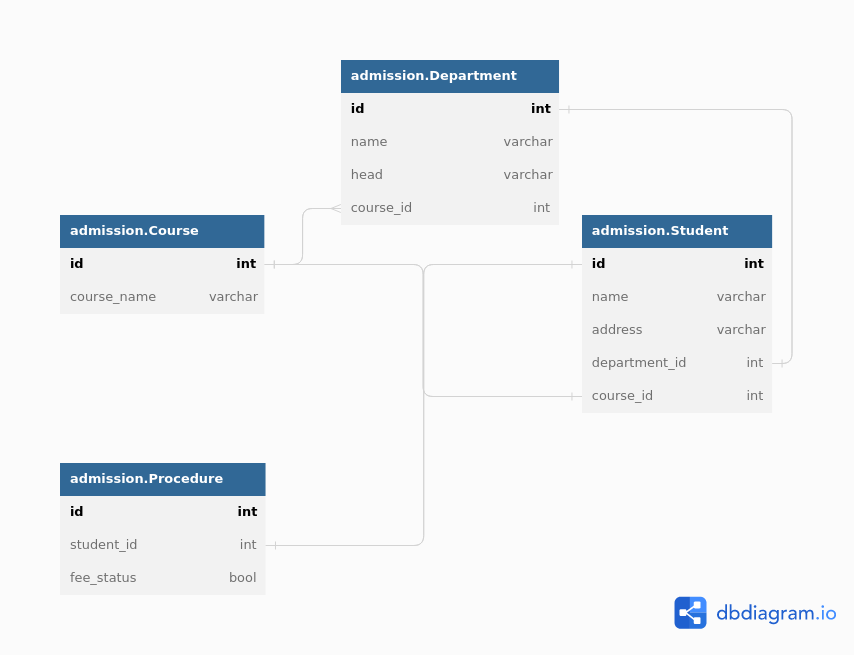 admission.Department
id int
name varchar
head varchar
course_id int
admission.Course
id int
course_name varchar
admission.Student
id int
name varchar
address varchar
department_id int
course_id int
admission.Procedure
id int
student_id int
fee_status bool
dbdiagram.io